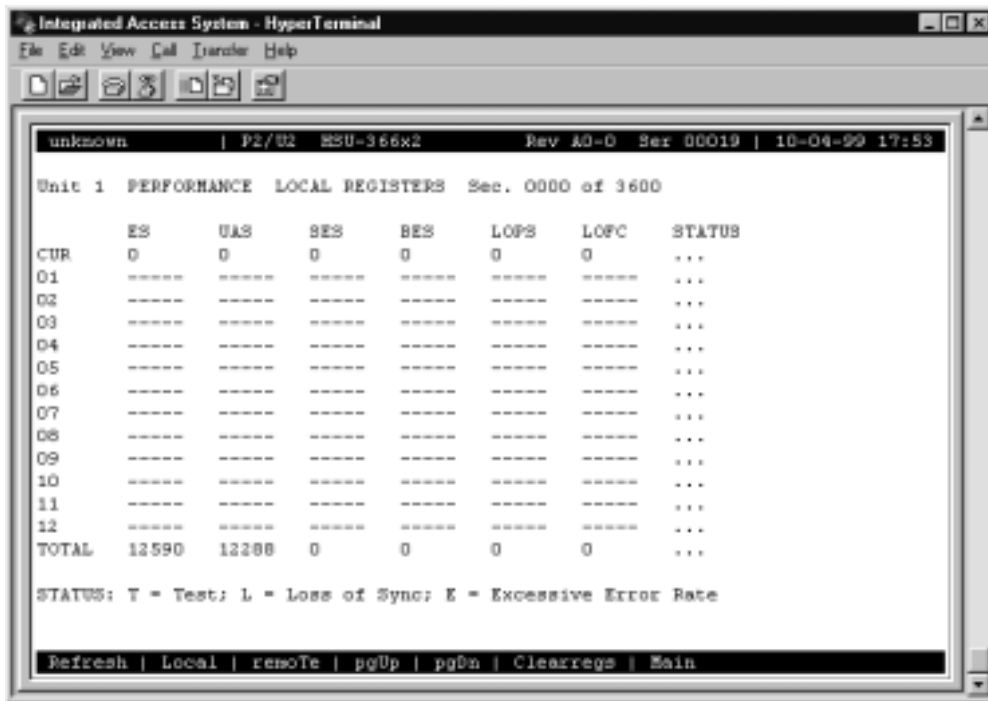 Integrated Access System - HyperTerminal
File Edit View Call Transfer Help
unknown | P2/U2 HSU-366x2 Rev A0-0 Ser 00019 | 10-04-99 17:53
Unit 1 PERFORMANCE LOCAL REGISTERS Sec. 0000 of 3600
ES UAS SES BES LOPS LOFC STATUS
CUR 0 0 0 0 0 0 ...
01 ----- ----- ----- ----- ----- ----- ...
02 ----- ----- ----- ----- ----- ----- ...
03 ----- ----- ----- ----- ----- ----- ...
04 ----- ----- ----- ----- ----- ----- ...
05 ----- ----- ----- ----- ----- ----- ...
06 ----- ----- ----- ----- ----- ----- ...
07 ----- ----- ----- ----- ----- ----- ...
08 ----- ----- ----- ----- ----- ----- ...
09 ----- ----- ----- ----- ----- ----- ...
10 ----- ----- ----- ----- ----- ----- ...
11 ----- ----- ----- ----- ----- ----- ...
12 ----- ----- ----- ----- ----- ----- ...
TOTAL 12590 12288 0 0 0 0 ...
STATUS: T = Test; L = Loss of Sync; E = Excessive Error Rate
Refresh | Local | remoTe | pgUp | pgDn | Clearregs | Main